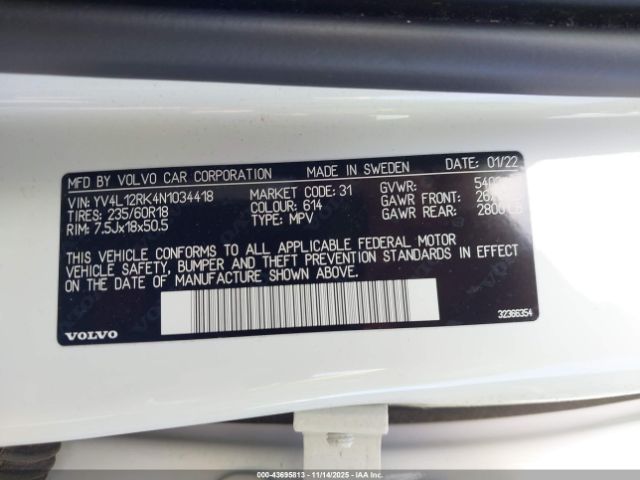 MFD BY VOLVO CAR CORPORATION MADE IN SWEDEN DATE: 01/22
VIN: YV4L12RK4N1034418 MARKET CODE: 31 GVWR:
TIRES: 235/60R18 COLOUR: 614 GAWR FRONT:
RIM: 7.5Jx18x50.5 TYPE: MPV GAWR REAR: 2800 LB
THIS VEHICLE CONFORMS TO ALL APPLICABLE FEDERAL MOTOR
VEHICLE SAFETY, BUMPER AND THEFT PREVENTION STANDARDS IN EFFECT
ON THE DATE OF MANUFACTURE SHOWN ABOVE.
VOLVO 32366354
© --43695813 --- 11/14/2025 --- IAA Inc.